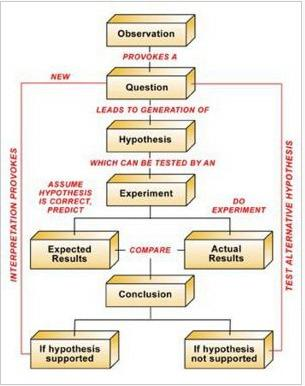 Observation
PROVOKES A
NEW
Question
LEADS TO GENERATION OF
Hypothesis
WHICH CAN BE TESTED BY AN
ASSUME
HYPOTHESIS
IS CORRECT,
PREDICT
Experiment
DO
EXPERIMENT
Expected
Results
COMPARE
Actual
Results
Conclusion
If hypothesis
supported
If hypothesis
not supported
INTERPRETATION PROVOKES
TEST ALTERNATIVE HYPOTHESIS